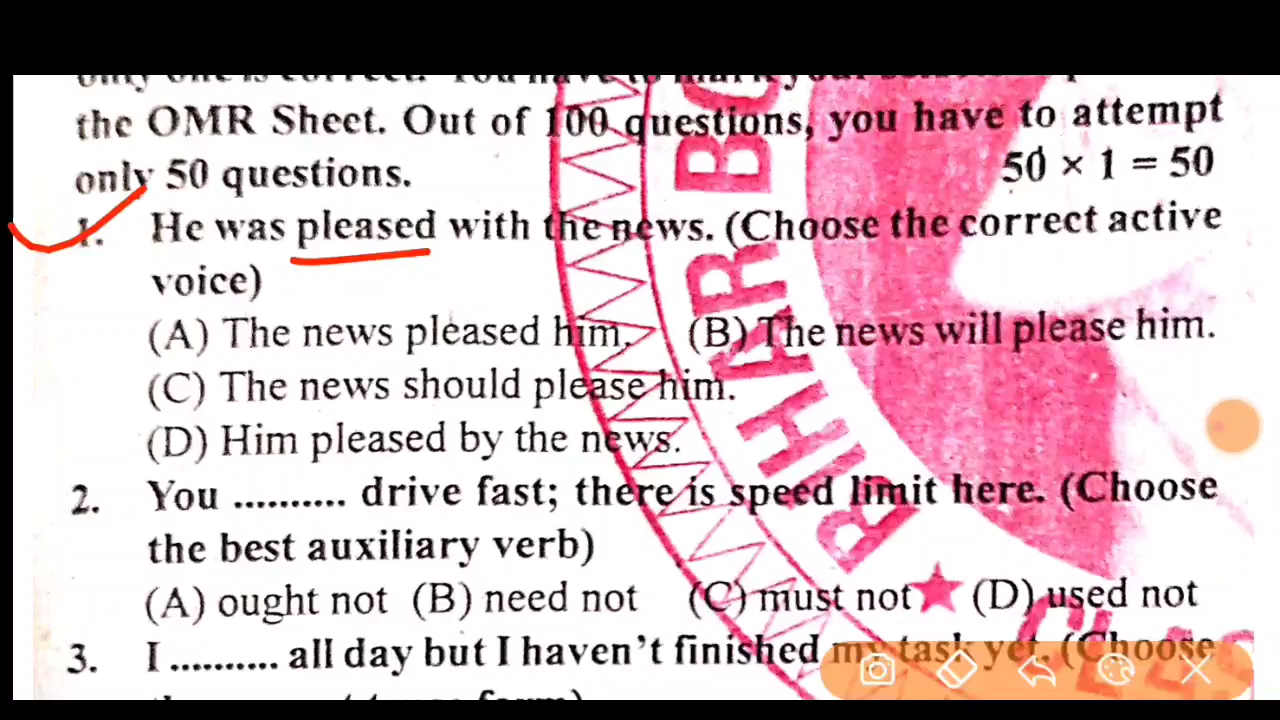 the OMR Sheet. Out of 100 questions, you have to attempt
only 50 questions. 50 × 1 = 50
1. He was pleased with the news. (Choose the correct active
voice)
(A) The news pleased him. (B) The news will please him.
(C) The news should please him.
(D) Him pleased by the news.
2. You .......... drive fast; there is speed limit here. (Choose
the best auxiliary verb)
(A) ought not (B) need not (C) must not (D) used not
3. I .......... all day but I haven't finished my task yet. (Choose
BIHAR BO